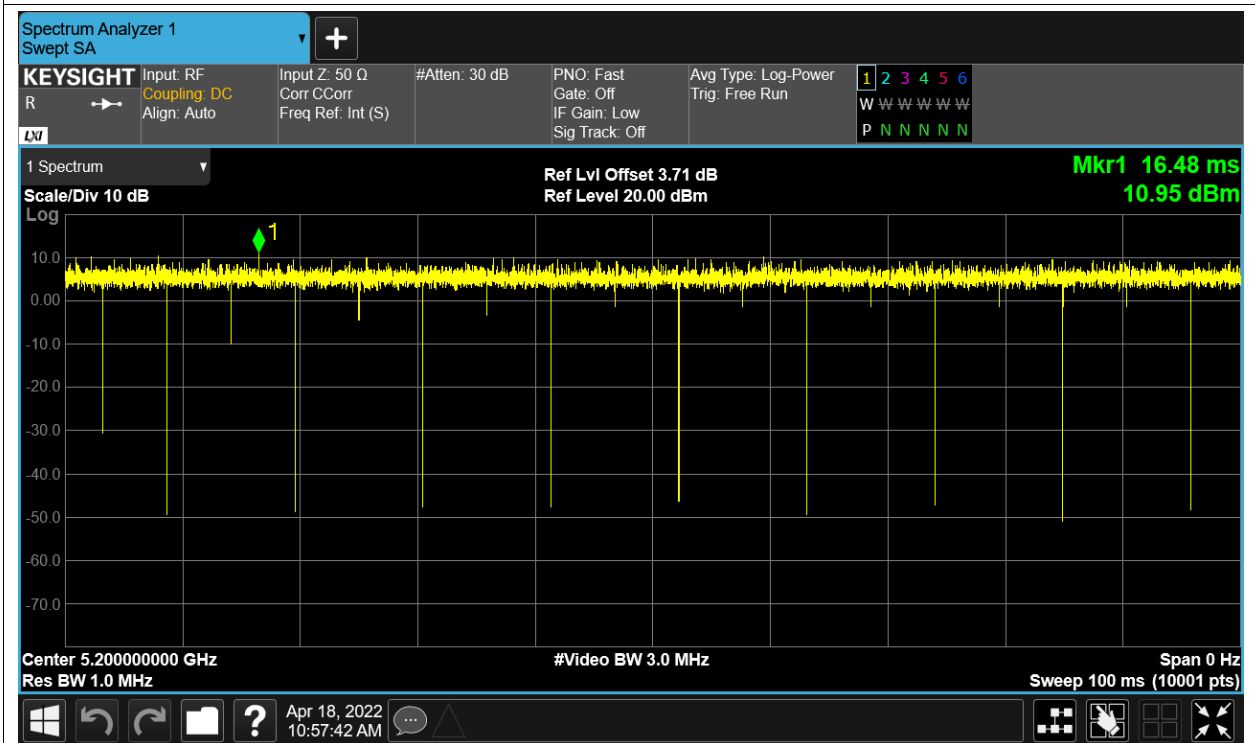 Spectrum Analyzer 1
Swept SA
KEYSIGHT Input: RF Input Z: 50 Ω #Atten: 30 dB PNO: Fast Avg Type: Log-Power 1 2 3 4 5 6
R Coupling: DC Corr CCorr Gate: Off Trig: Free Run W W W W W W
Align: Auto Freq Ref: Int (S) IF Gain: Low
LXI Sig Track: Off P N N N N N
1 Spectrum Ref Lvl Offset 3.71 dB Mkr1 16.48 ms
Scale/Div 10 dB Ref Level 20.00 dBm 10.95 dBm
Log
1
10.0
0.00
-10.0
-20.0
-30.0
-40.0
-50.0
-60.0
-70.0
Center 5.200000000 GHz #Video BW 3.0 MHz Span 0 Hz
Res BW 1.0 MHz Sweep 100 ms (10001 pts)
? Apr 18, 2022
10:57:42 AM